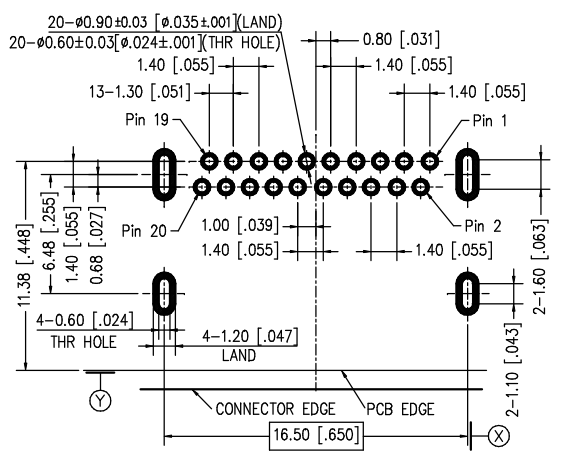 20-ø0.90±0.03 [ø.035±.001](LAND)
20-ø0.60±0.03[ø.024±.001](THR HOLE)
0.80 [.031]
1.40 [.055]
1.40 [.055]
13-1.30 [.051]
1.40 [.055]
Pin 19
Pin 1
Pin 20
Pin 2
1.00 [.039]
1.40 [.055]
1.40 [.055]
11.38 [.448]
6.48 [.255]
1.40 [.055]
0.68 [.027]
2-1.60 [.063]
2-1.10 [.043]
4-0.60 [.024]
THR HOLE
4-1.20 [.047]
LAND
Y
CONNECTOR EDGE
PCB EDGE
16.50 [.650]
X